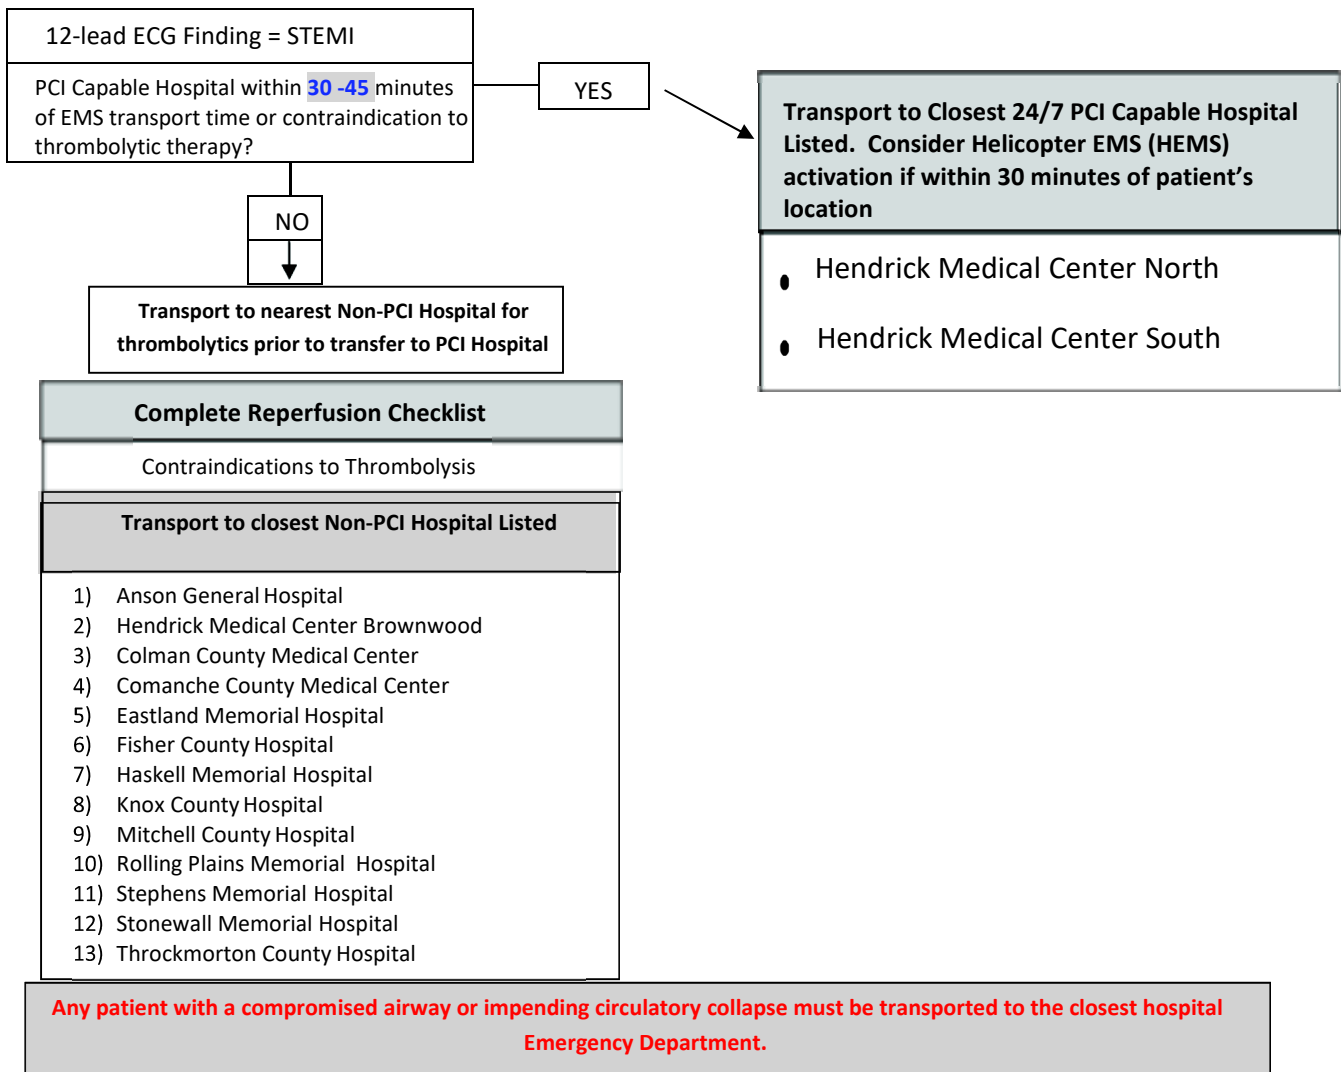 12-lead ECG Finding = STEMI
PCI Capable Hospital within 30 -45 minutes
of EMS transport time or contraindication to
thrombolytic therapy?
YES
Transport to Closest 24/7 PCI Capable Hospital
Listed. Consider Helicopter EMS (HEMS)
activation if within 30 minutes of patient’s
location
• Hendrick Medical Center North
• Hendrick Medical Center South
NO
Transport to nearest Non-PCI Hospital for
thrombolytics prior to transfer to PCI Hospital
Complete Reperfusion Checklist
Contraindications to Thrombolysis
Transport to closest Non-PCI Hospital Listed
1) Anson General Hospital
2) Hendrick Medical Center Brownwood
3) Colman County Medical Center
4) Comanche County Medical Center
5) Eastland Memorial Hospital
6) Fisher County Hospital
7) Haskell Memorial Hospital
8) Knox County Hospital
9) Mitchell County Hospital
10) Rolling Plains Memorial Hospital
11) Stephens Memorial Hospital
12) Stonewall Memorial Hospital
13) Throckmorton County Hospital
Any patient with a compromised airway or impending circulatory collapse must be transported to the closest hospital
Emergency Department.